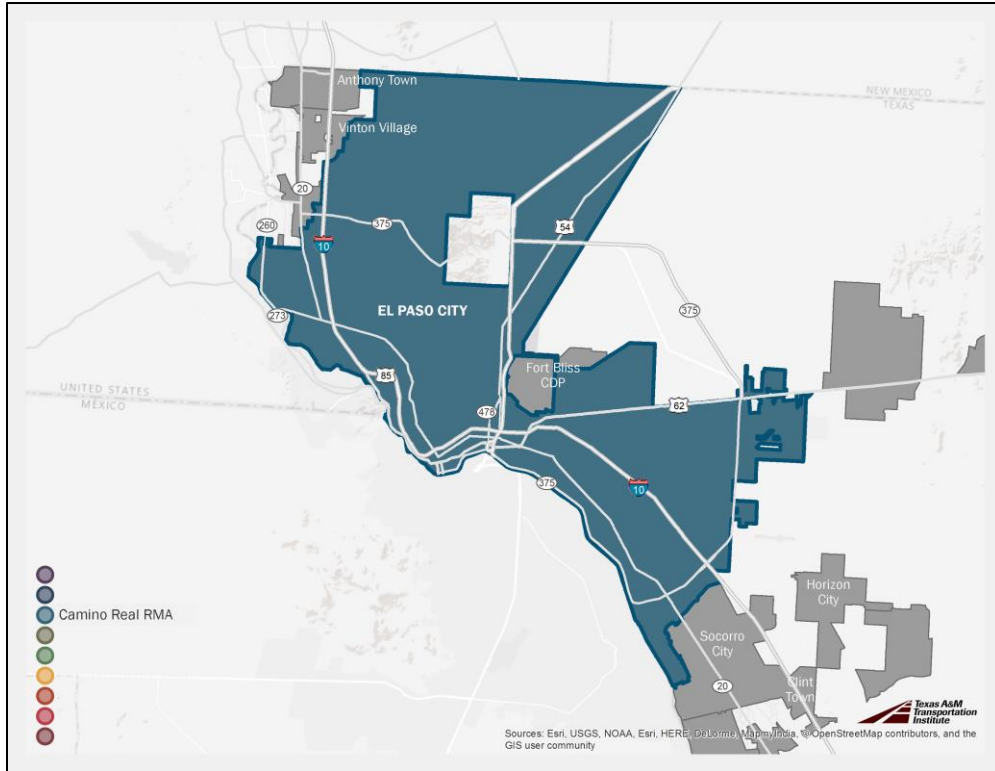 Anthony Town
NEW MEXICO
TEXAS
Vinton Village
20
260
375
54
10
EL PASO CITY
273
375
85
Fort Bliss
CDP
UNITED STATES
MEXICO
478
62
375
10
Camino Real RMA
Horizon
City
Socorro
City
Clint
Town
20
Texas A&M
Transportation
Institute
Sources: Esri, USGS, NOAA, Esri, HERE, DeLorme, MapmyIndia, © OpenStreetMap contributors, and the
GIS user community